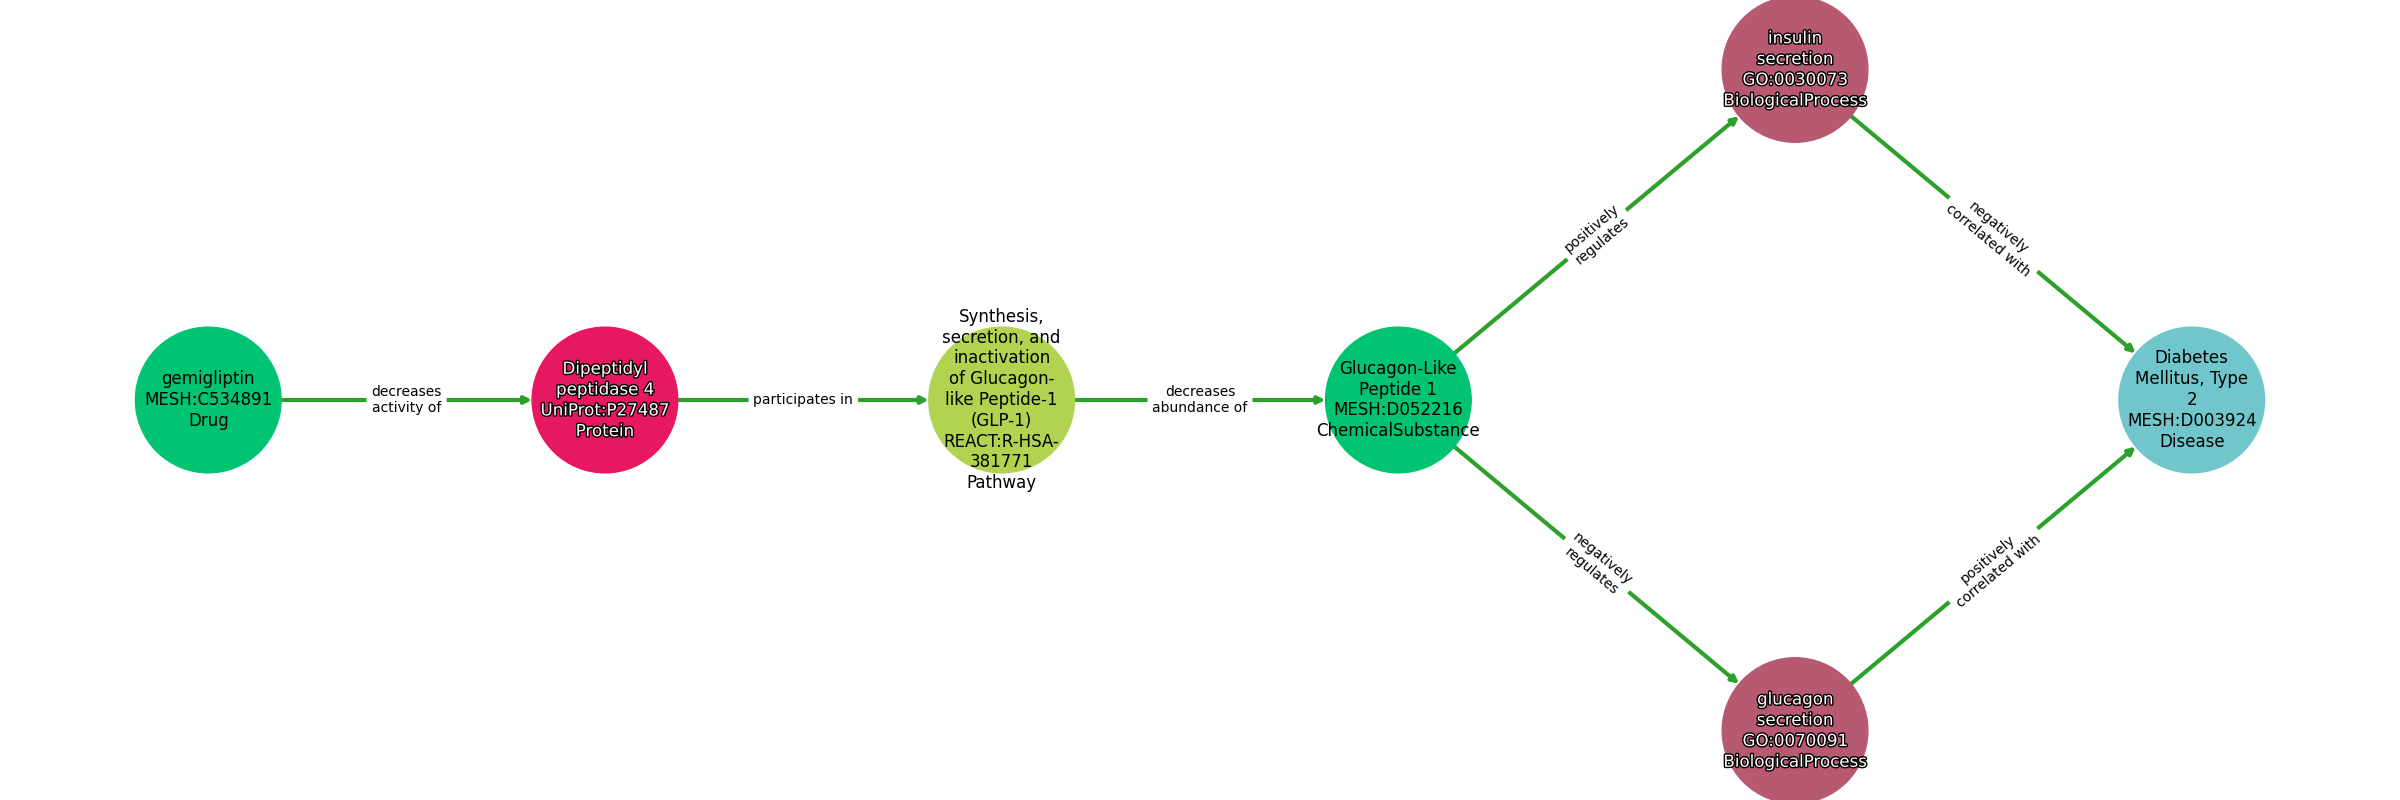 gemigliptin
MESH:C534891
Drug
decreases
activity of
Dipeptidyl
peptidase 4
UniProt:P27487
Protein
participates in
Synthesis,
secretion, and
inactivation
of Glucagon-
like Peptide-1
(GLP-1)
REACT:R-HSA-
381771
Pathway
decreases
abundance of
Glucagon-Like
Peptide 1
MESH:D052216
ChemicalSubstance
positively
regulates
insulin
secretion
GO:0030073
BiologicalProcess
negatively
correlated with
negatively
regulates
glucagon
secretion
GO:0070091
BiologicalProcess
positively
correlated with
Diabetes
Mellitus, Type
2
MESH:D003924
Disease